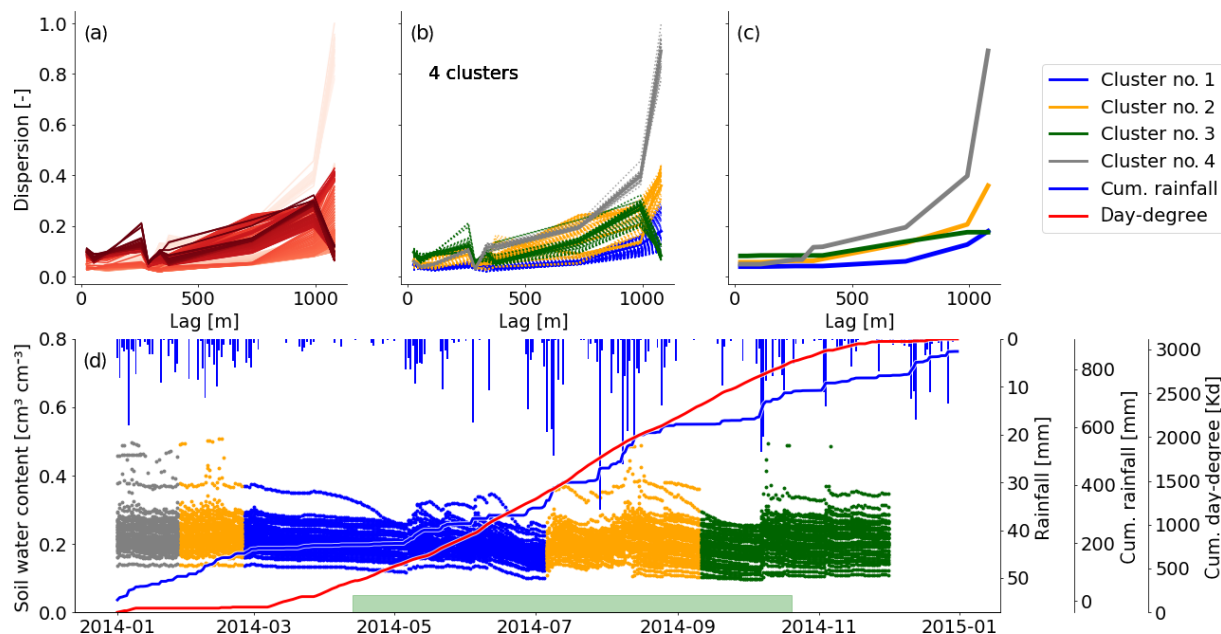 (a)
(b)
(c)
4 clusters
Dispersion [-]
1.0
0.8
0.6
0.4
0.2
0.0
0
500
1000
Lag [m]
0
500
1000
Lag [m]
0
500
1000
Lag [m]
Cluster no. 1
Cluster no. 2
Cluster no. 3
Cluster no. 4
Cum. rainfall
Day-degree
(d)
Soil water content [cm³ cm⁻³]
0.8
0.6
0.4
0.2
0.0
2014-01
2014-03
2014-05
2014-07
2014-09
2014-11
2015-01
0
10
20
30
40
50
Rainfall [mm]
800
600
400
200
0
Cum. rainfall [mm]
3000
2500
2000
1500
1000
500
0
Cum. day-degree [Kd]